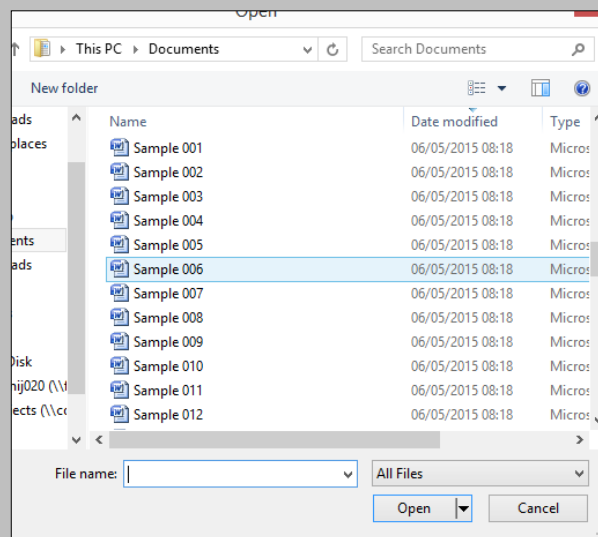 Open
This PC Documents Search Documents
New folder
ads
places
ents
ads
Disk
nij020 (\\f
ects (\\co
Name Date modified Type
Sample 001 06/05/2015 08:18 Micros
Sample 002 06/05/2015 08:18 Micros
Sample 003 06/05/2015 08:18 Micros
Sample 004 06/05/2015 08:18 Micros
Sample 005 06/05/2015 08:18 Micros
Sample 006 06/05/2015 08:18 Micros
Sample 007 06/05/2015 08:18 Micros
Sample 008 06/05/2015 08:18 Micros
Sample 009 06/05/2015 08:18 Micros
Sample 010 06/05/2015 08:18 Micros
Sample 011 06/05/2015 08:18 Micros
Sample 012 06/05/2015 08:18 Micros
File name: All Files
Open Cancel